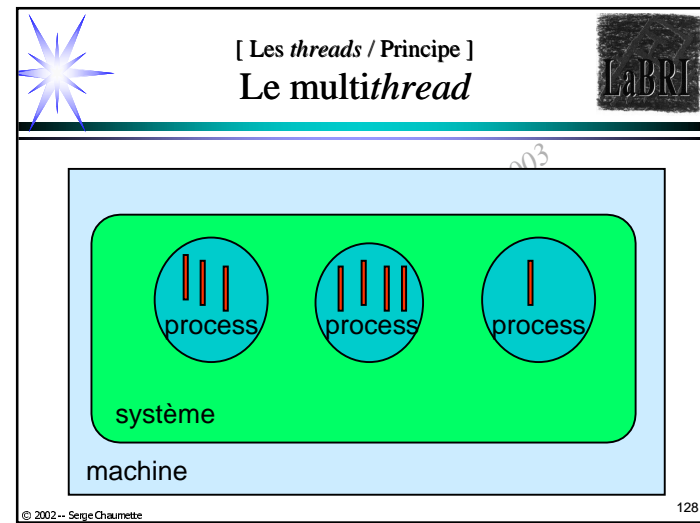 [ Les threads / Principe ]
Le multithread
LaBRI
process
process
process
système
machine
© 2002 -- Serge Chaumette
128